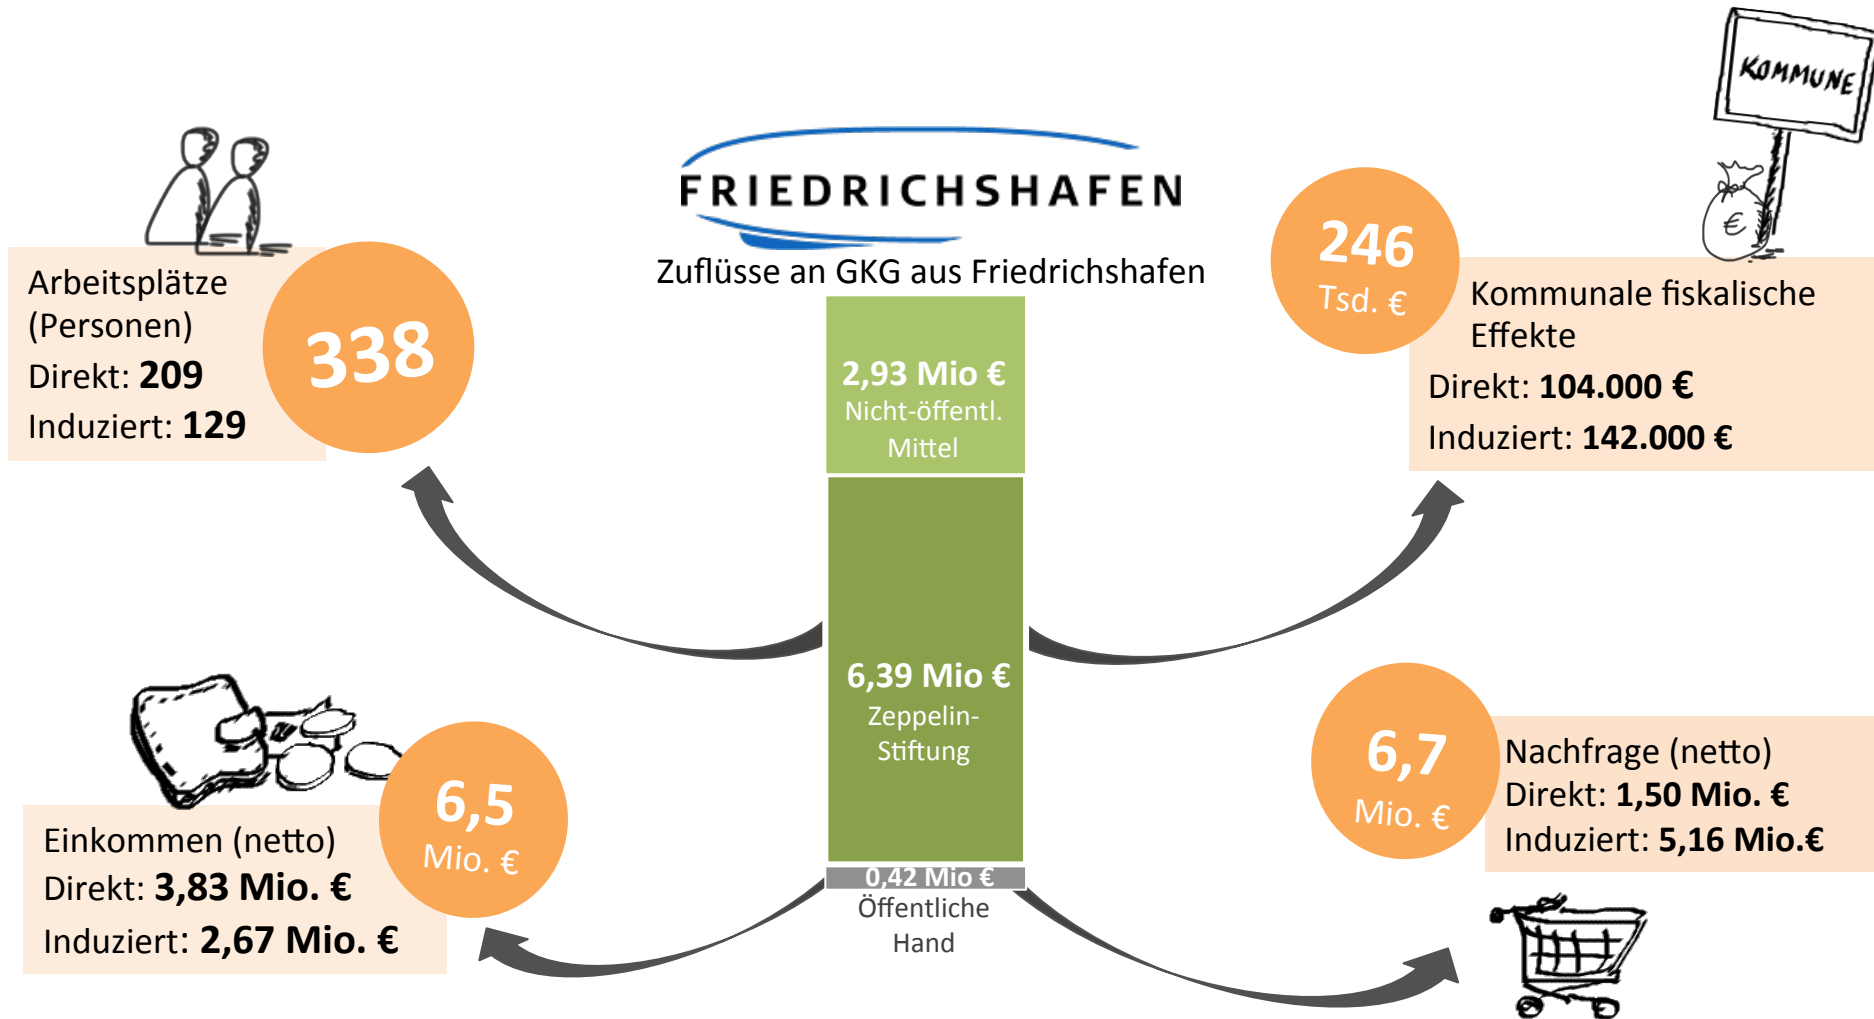 FRIEDRICHSHAFEN
Zuflüsse an GKG aus Friedrichshafen
Arbeitsplätze
(Personen)
Direkt: 209
Induziert: 129
338
KOMMUNE
€
246
Tsd. €
Kommunale fiskalische
Effekte
Direkt: 104.000 €
Induziert: 142.000 €
2,93 Mio €
Nicht-öffentl.
Mittel
6,39 Mio €
Zeppelin-
Stiftung
0,42 Mio €
Öffentliche
Hand
6,5
Mio. €
Einkommen (netto)
Direkt: 3,83 Mio. €
Induziert: 2,67 Mio. €
6,7
Mio. €
Nachfrage (netto)
Direkt: 1,50 Mio. €
Induziert: 5,16 Mio.€